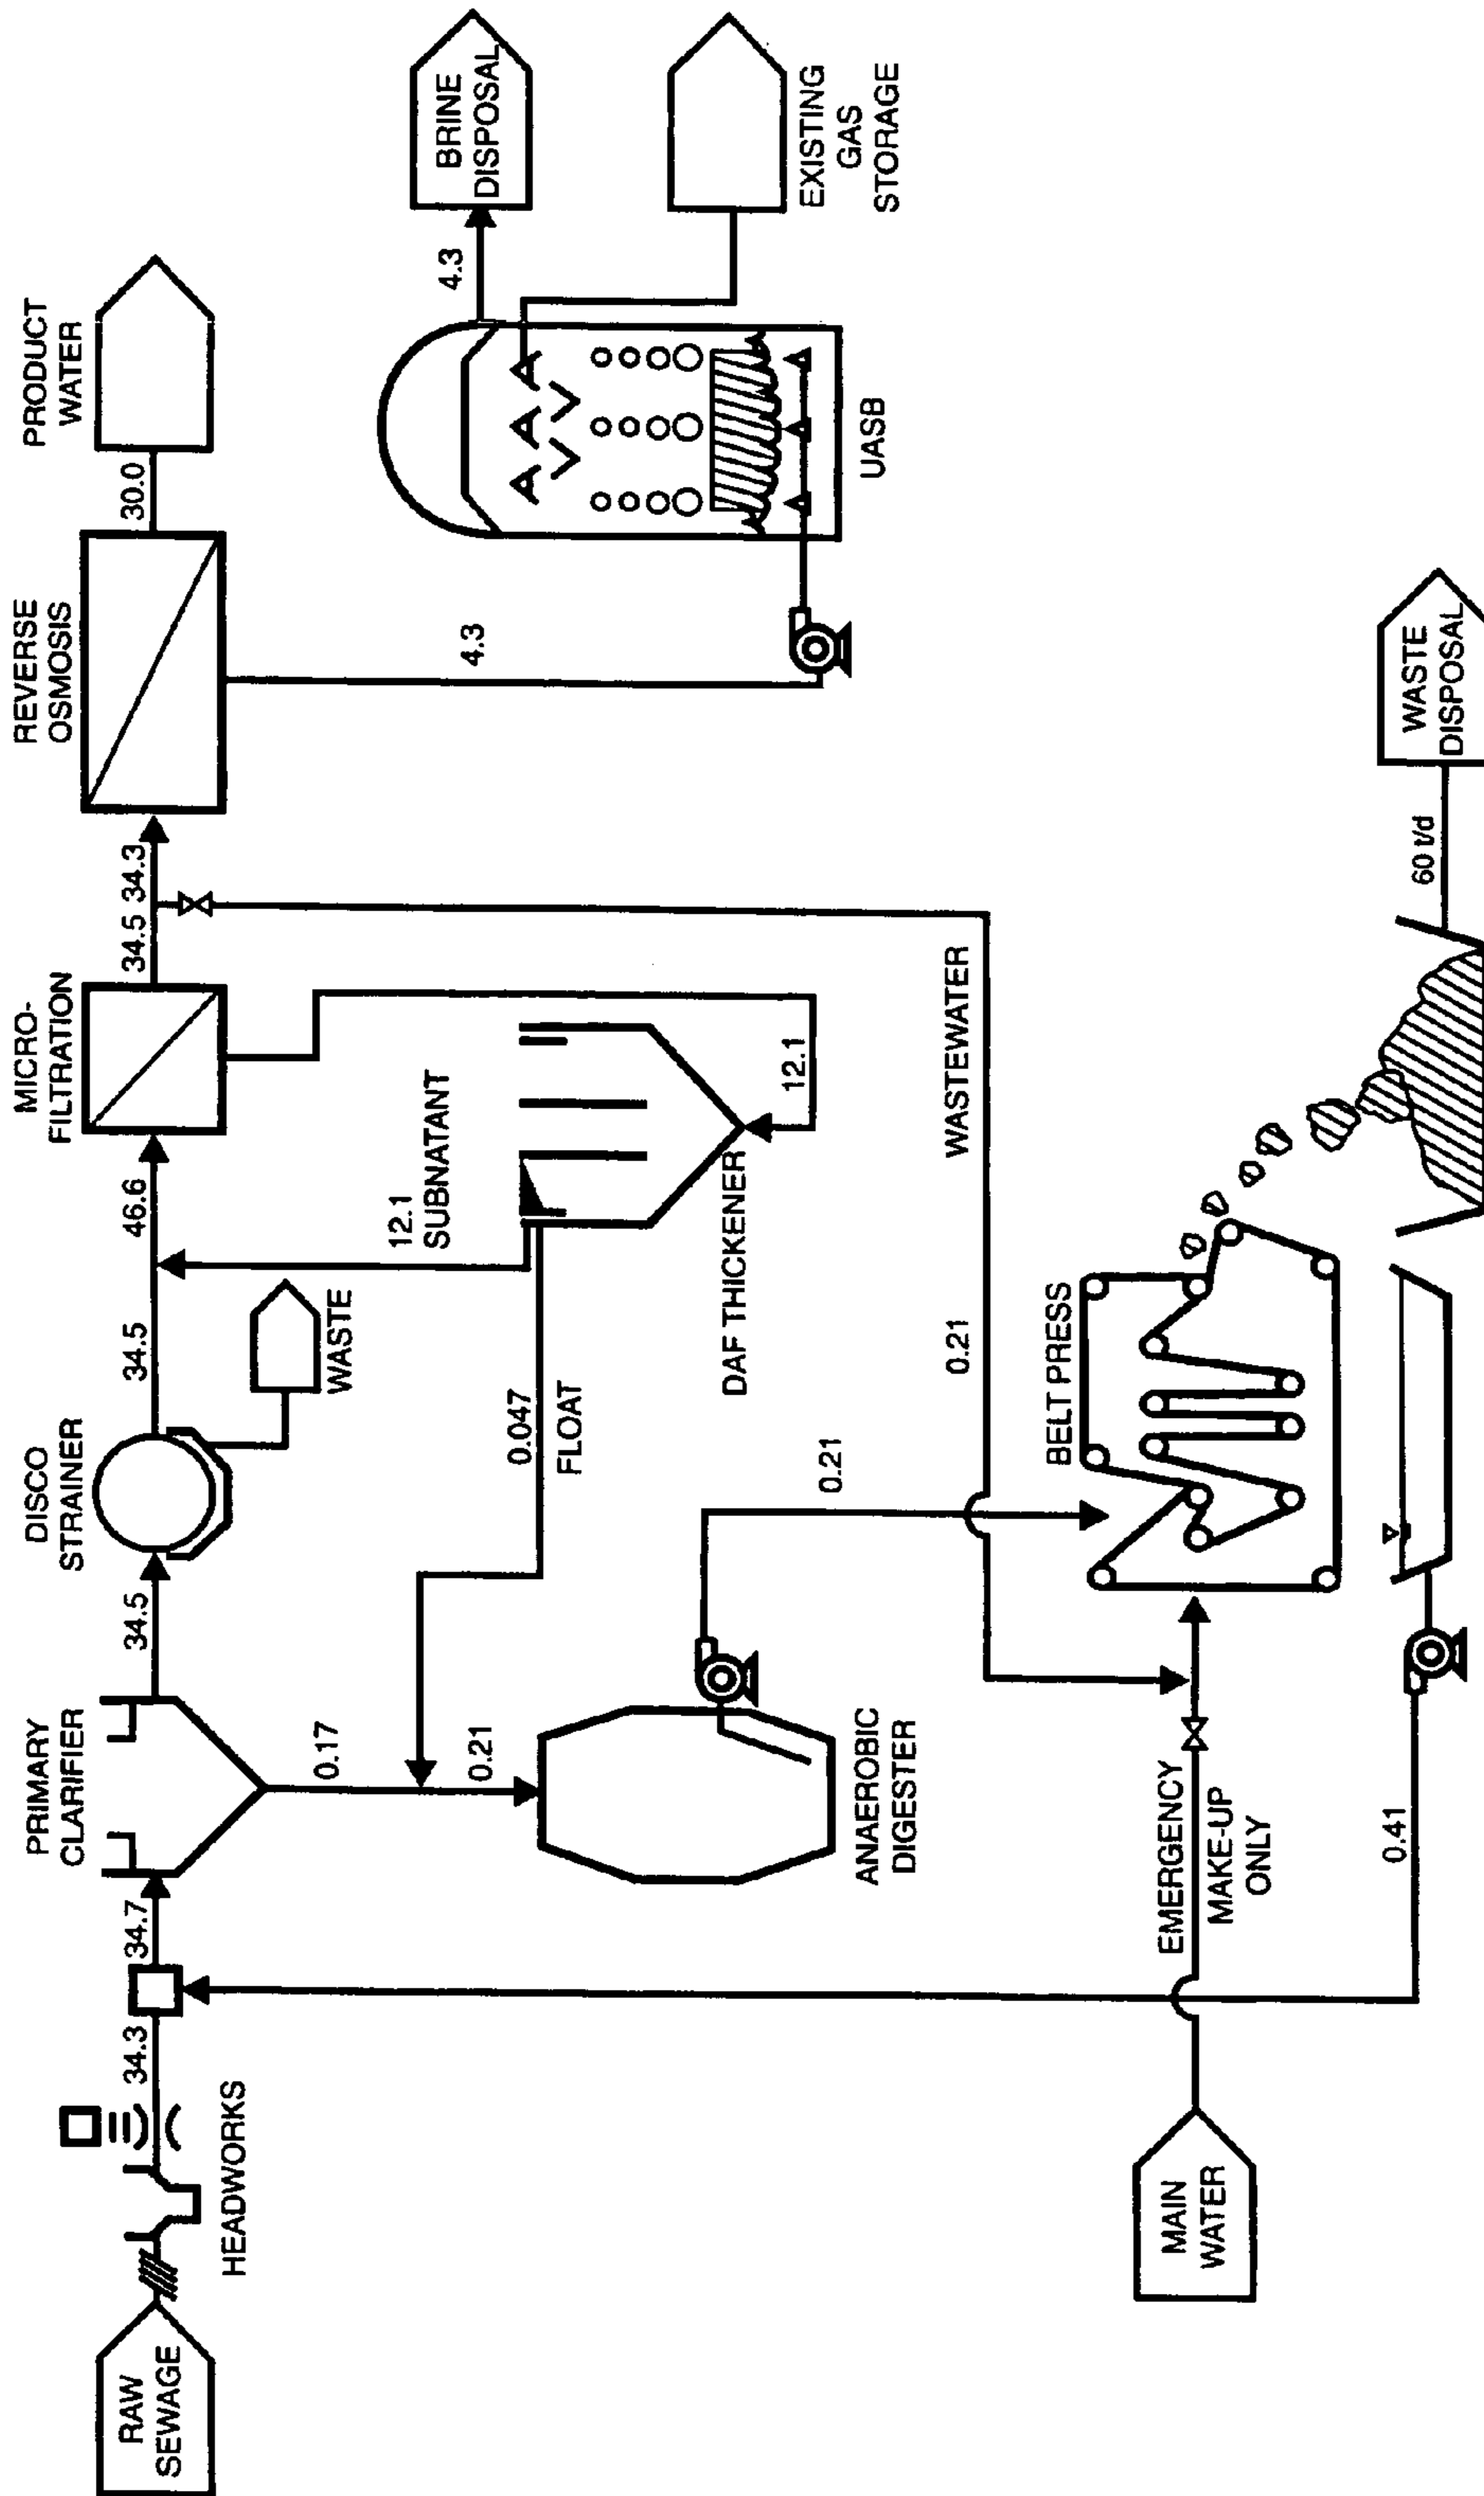 RAW
SEWAGE
HEADWORKS
34.3
34.7
PRIMARY
CLARIFIER
34.5
DISCO
STRAINER
34.5
WASTE
46.6
MICRO-
FILTRATION
34.5
34.3
REVERSE
OSMOSIS
30.0
PRODUCT
WATER
0.17
0.21
0.047
FLOAT
12.1
SUBNATANT
DAF THICKENER
12.1
4.3
UASB
4.3
BRINE
DISPOSAL
EXISTING
GAS
STORAGE
ANAEROBIC
DIGESTER
0.21
0.21
WASTEWATER
MAIN
WATER
EMERGENCY
MAKE-UP
ONLY
BELT PRESS
0.41
60 t/d
WASTE
DISPOSAL